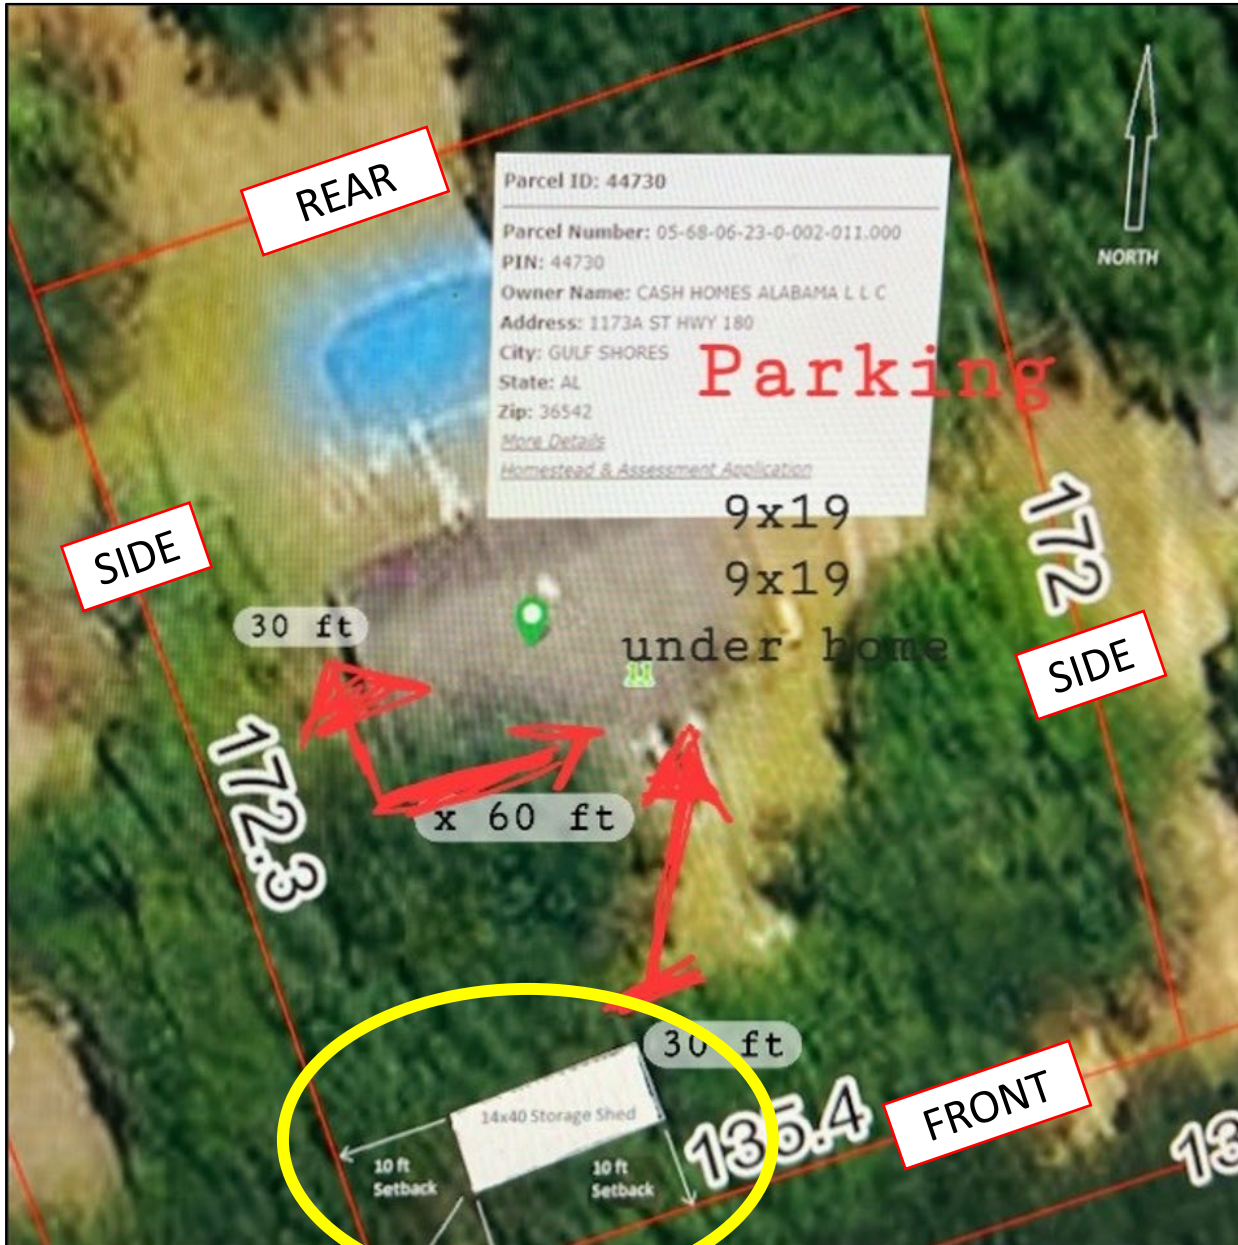 REAR
NORTH
Parcel ID: 44730
Parcel Number: 05-68-06-23-0-002-011.000
PIN: 44730
Owner Name: CASH HOMES ALABAMA L L C
Address: 1173A ST HWY 180
City: GULF SHORES
State: AL
Zip: 36542
More Details
Homestead & Assessment Application
Parking
9x19
9x19
under home
SIDE
172
30 ft
11
SIDE
172.3
x 60 ft
30 ft
14x40 Storage Shed
135.4
FRONT
13
10 ft
Setback
10 ft
Setback